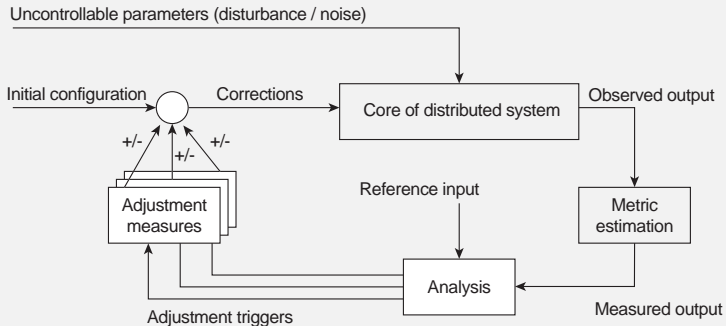 Uncontrollable parameters (disturbance / noise)
Initial configuration
Corrections
Core of distributed system
Observed output
+/-
+/-
+/-
Reference input
Adjustment
measures
Metric
estimation
Analysis
Adjustment triggers
Measured output